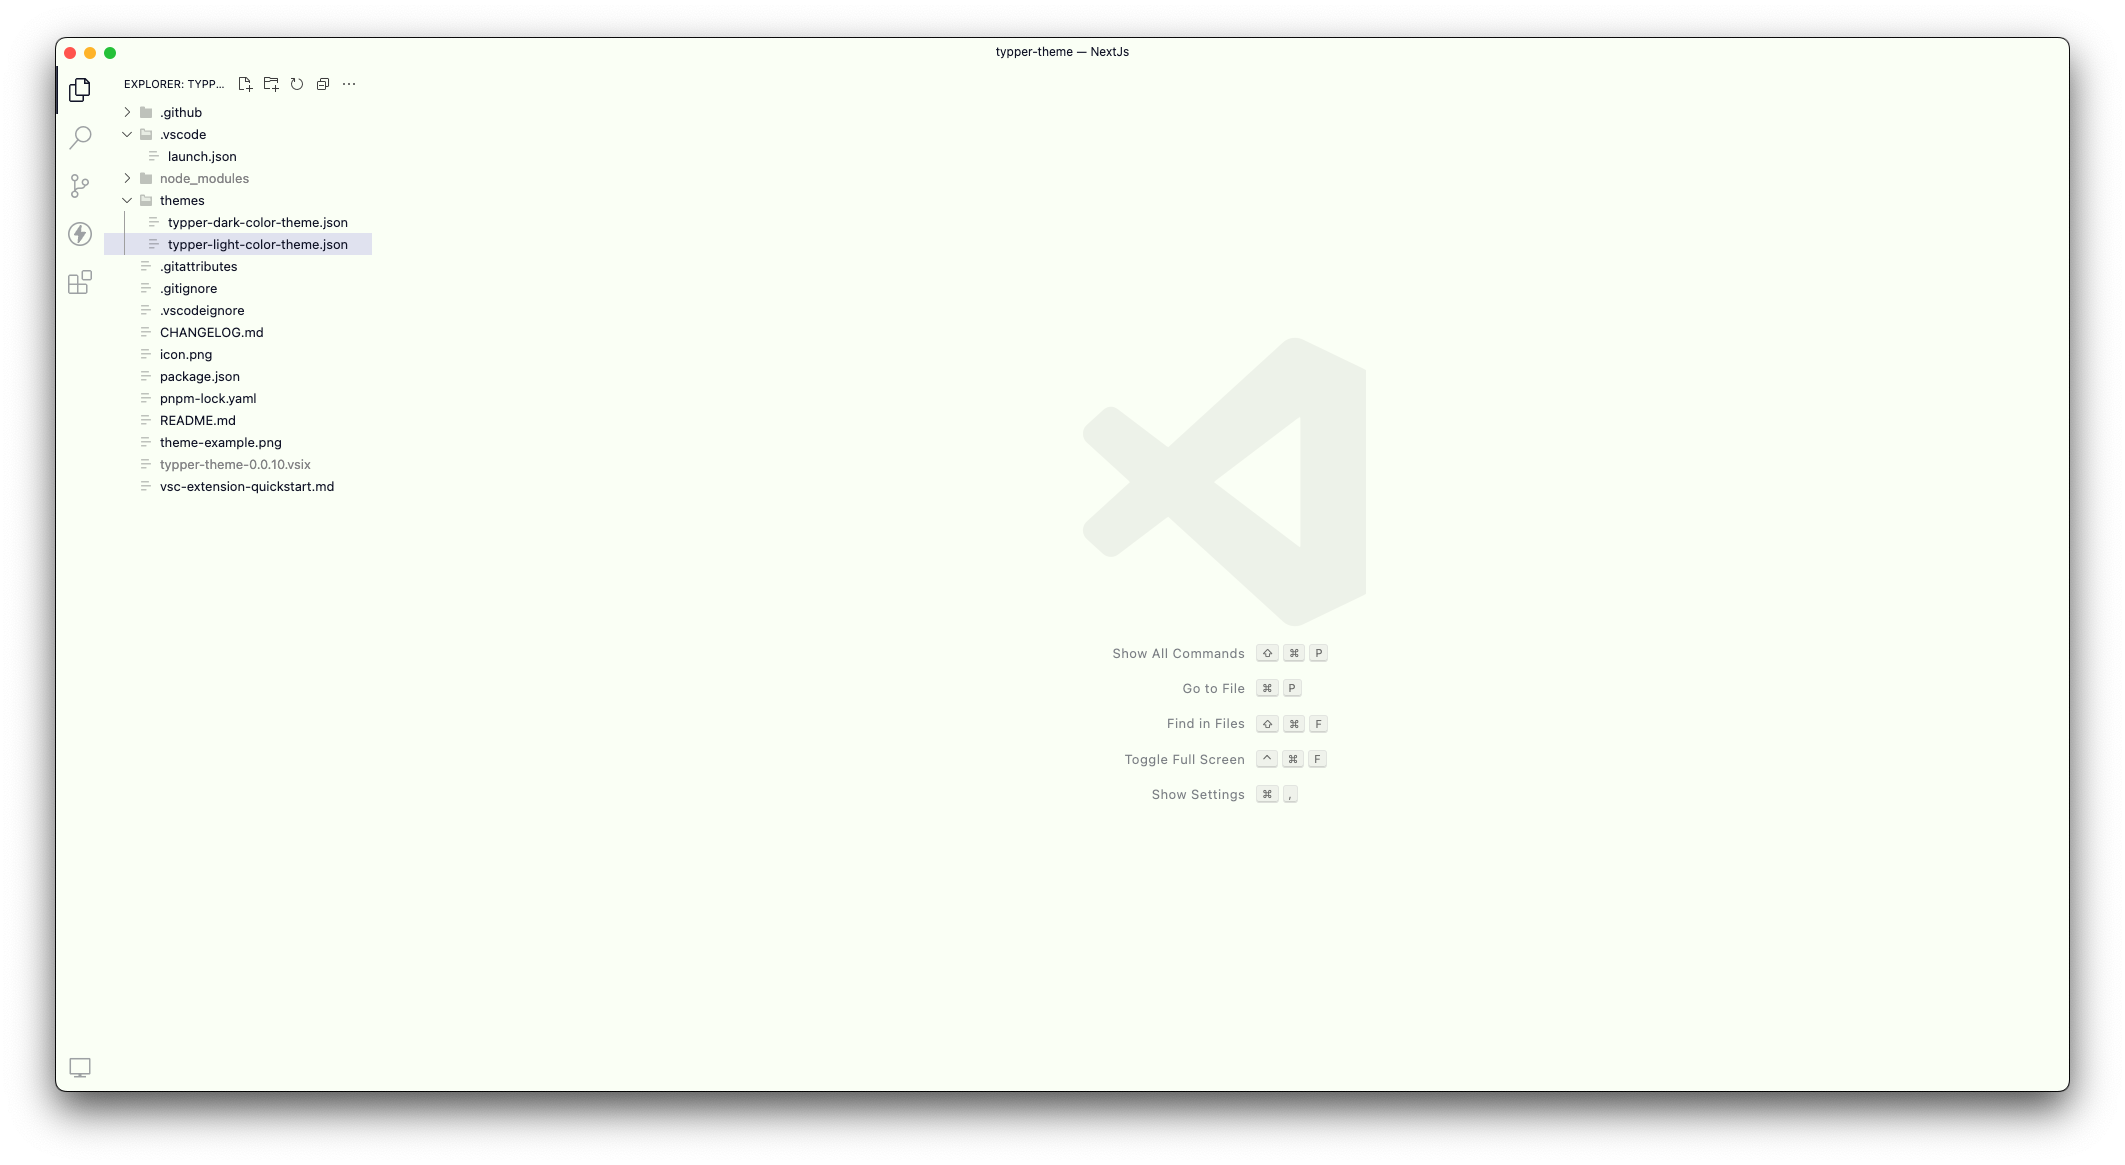 typper-theme — NextJs
EXPLORER: TYPP...
.github
.vscode
launch.json
node_modules
themes
typper-dark-color-theme.json
typper-light-color-theme.json
.gitattributes
.gitignore
.vscodeignore
CHANGELOG.md
icon.png
package.json
pnpm-lock.yaml
README.md
theme-example.png
typper-theme-0.0.10.vsix
vsc-extension-quickstart.md
Show All Commands ⇧ ⌘ P
Go to File ⌘ P
Find in Files ⇧ ⌘ F
Toggle Full Screen ^ ⌘ F
Show Settings ⌘ ,